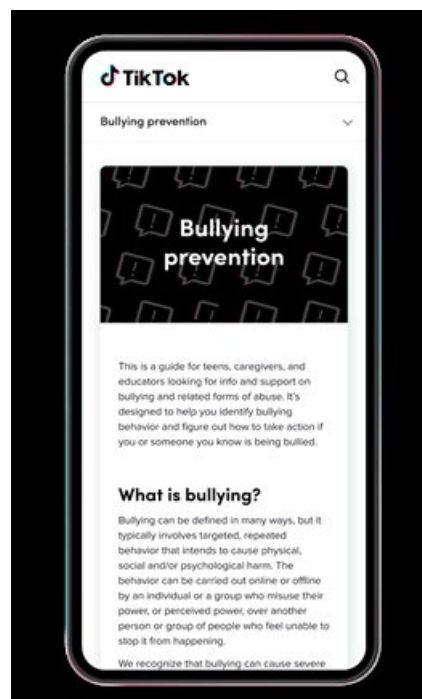 TikTok
Bullying prevention
Bullying
prevention
This is a guide for teens, caregivers, and
educators looking for info and support on
bullying and related forms of abuse. It's
designed to help you identify bullying
behavior and figure out how to take action if
you or someone you know is being bullied.
What is bullying?
Bullying can be defined in many ways, but it
typically involves targeted, repeated
behavior that intends to cause physical,
social and/or psychological harm. The
behavior can be carried out online or offline
by an individual or a group who misuse their
power, or perceived power, over another
person or group of people who feel unable to
stop it from happening.
We recognize that bullying can cause severe